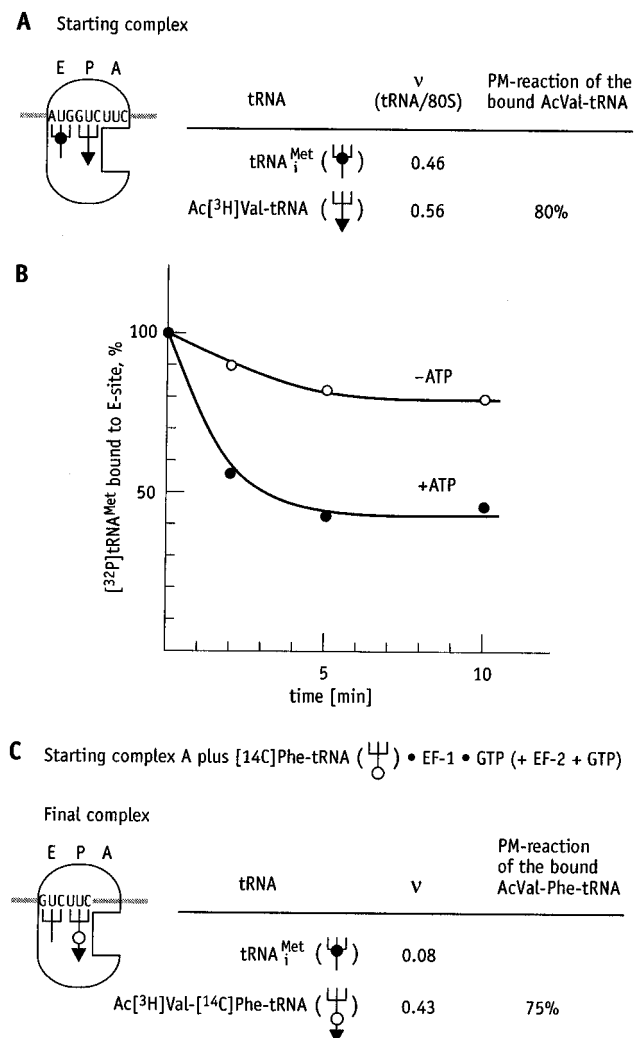 A Starting complex
E P A
AUGGUCUUC
tRNA
ν (tRNA/80S)
PM-reaction of the bound AcVal-tRNA
tRNA i Met ( ) 0.46
Ac[³H]Val-tRNA ( ) 0.56 80%
B
[³²P]tRNA^Met bound to E-site, %
100
50
–ATP
+ATP
5
10
time [min]
C Starting complex A plus [14C]Phe-tRNA ( ) • EF-1 • GTP (+ EF-2 + GTP)
Final complex
E P A
GUCUUC
tRNA
ν
PM-reaction
of the bound
AcVal-Phe-tRNA
tRNA i Met ( ) 0.08
Ac[³H]Val-[¹⁴C]Phe-tRNA ( ) 0.43 75%